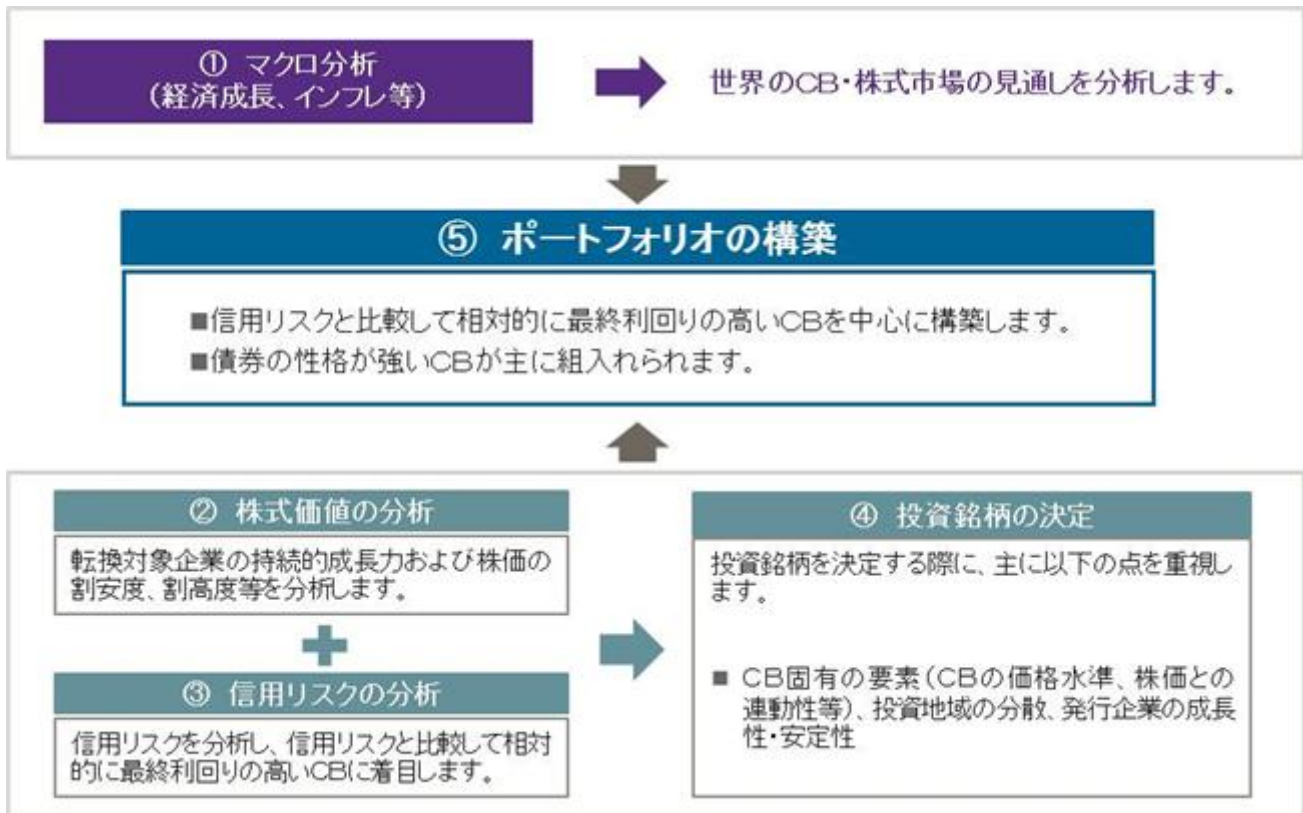 ① マクロ分析
(経済成長、インフレ等)
世界のCB・株式市場の見通しを分析します。
⑤ ポートフォリオの構築
■信用リスクと比較して相対的に最終利回りの高いCBを中心に構築します。
■債券の性格が強いCBが主に組入れられます。
② 株式価値の分析
転換対象企業の持続的成長力および株価の
割安度、割高度等を分析します。
③ 信用リスクの分析
信用リスクを分析し、信用リスクと比較して相対
的に最終利回りの高いCBに着目します。
④ 投資銘柄の決定
投資銘柄を決定する際に、主に以下の点を重視し
ます。
■ CB固有の要素(CBの価格水準、株価との
連動性等)、投資地域の分散、発行企業の成長
性・安定性